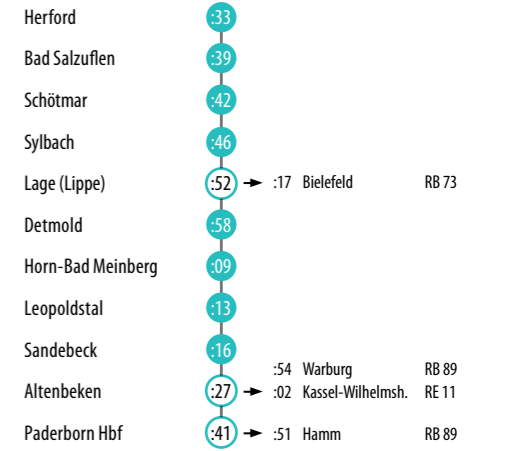 Herford :33
Bad Salzuflen :39
Schötmar :42
Sylbach :46
Lage (Lippe) :52 :17 Bielefeld RB 73
Detmold :58
Horn-Bad Meinberg :09
Leopoldstal :13
Sandebeck :16
:54 Warburg RB 89
Altenbeken :27 :02 Kassel-Wilhelmsh. RE 11
Paderborn Hbf :41 :51 Hamm RB 89